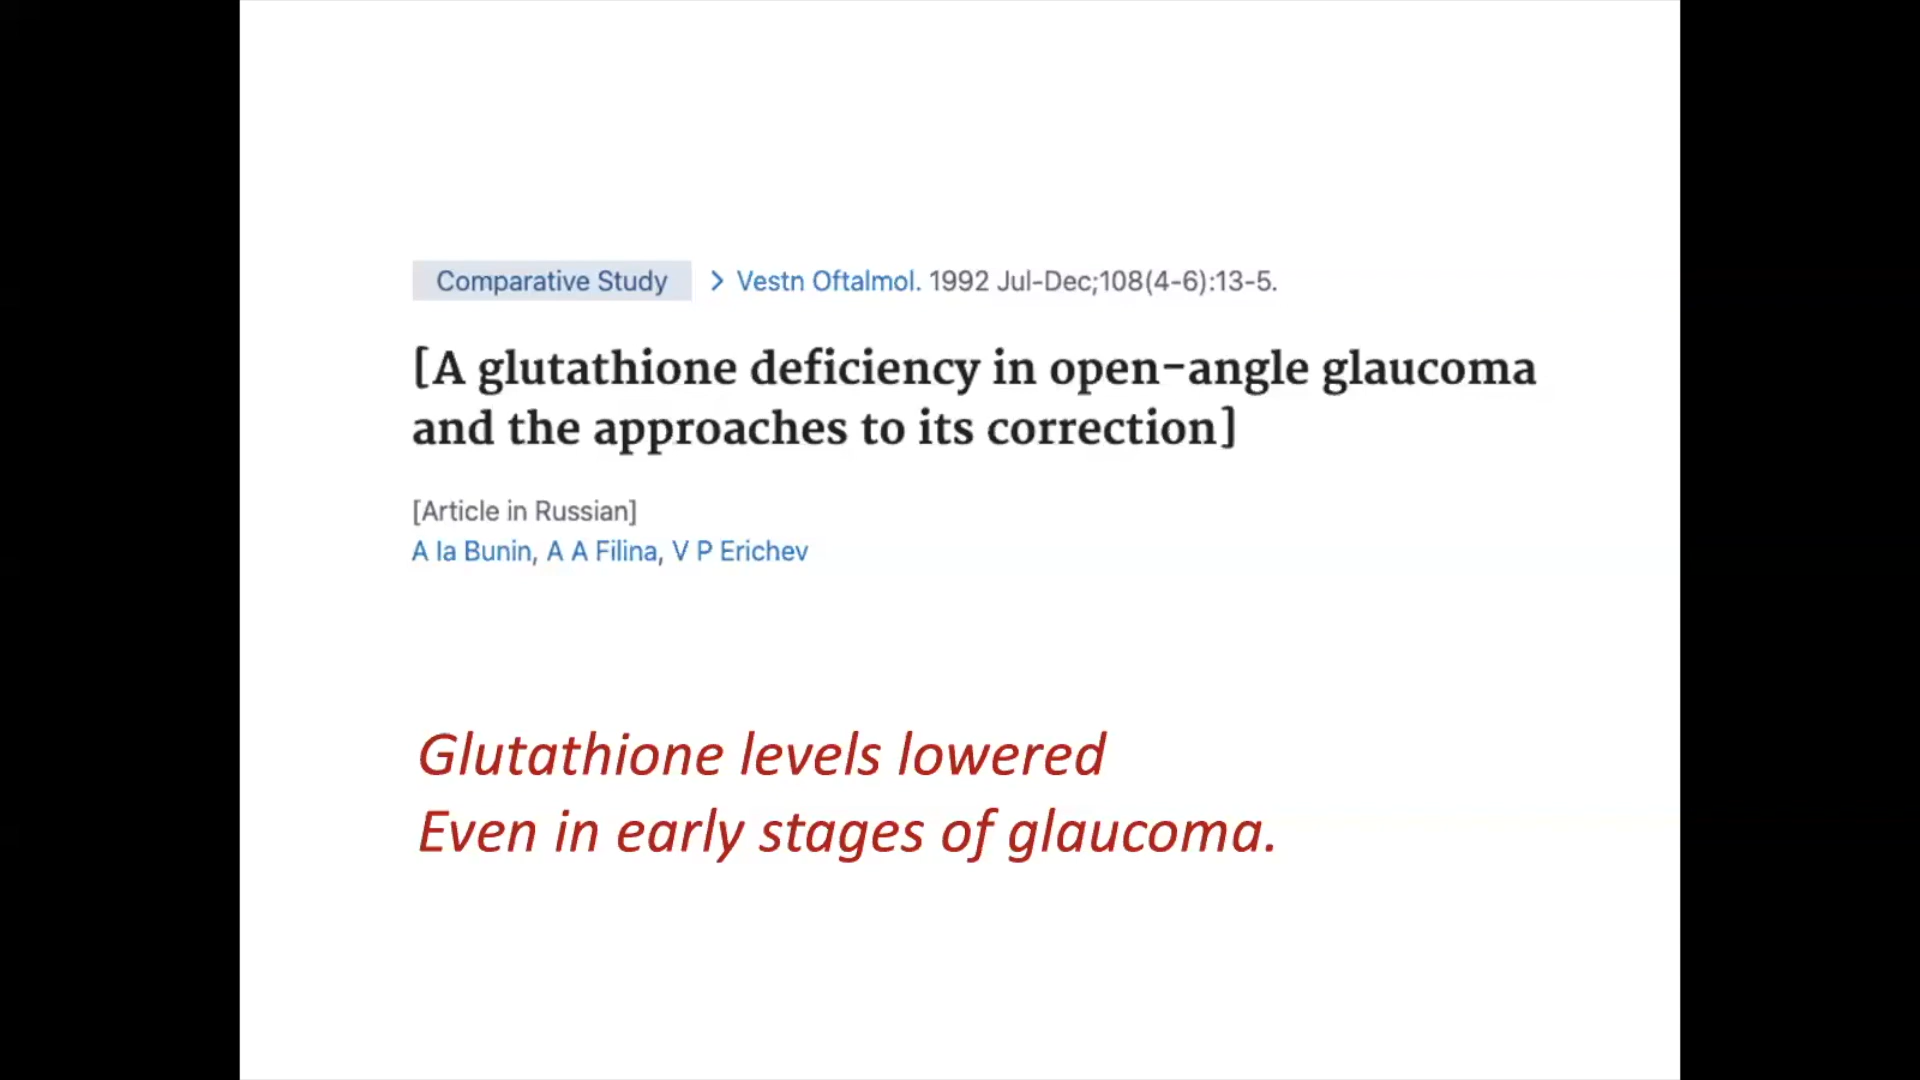 Comparative Study > Vestn Oftalmol. 1992 Jul-Dec;108(4-6):13-5.
[A glutathione deficiency in open-angle glaucoma
and the approaches to its correction]
[Article in Russian]
A Ia Bunin, A A Filina, V P Erichev
Glutathione levels lowered
Even in early stages of glaucoma.